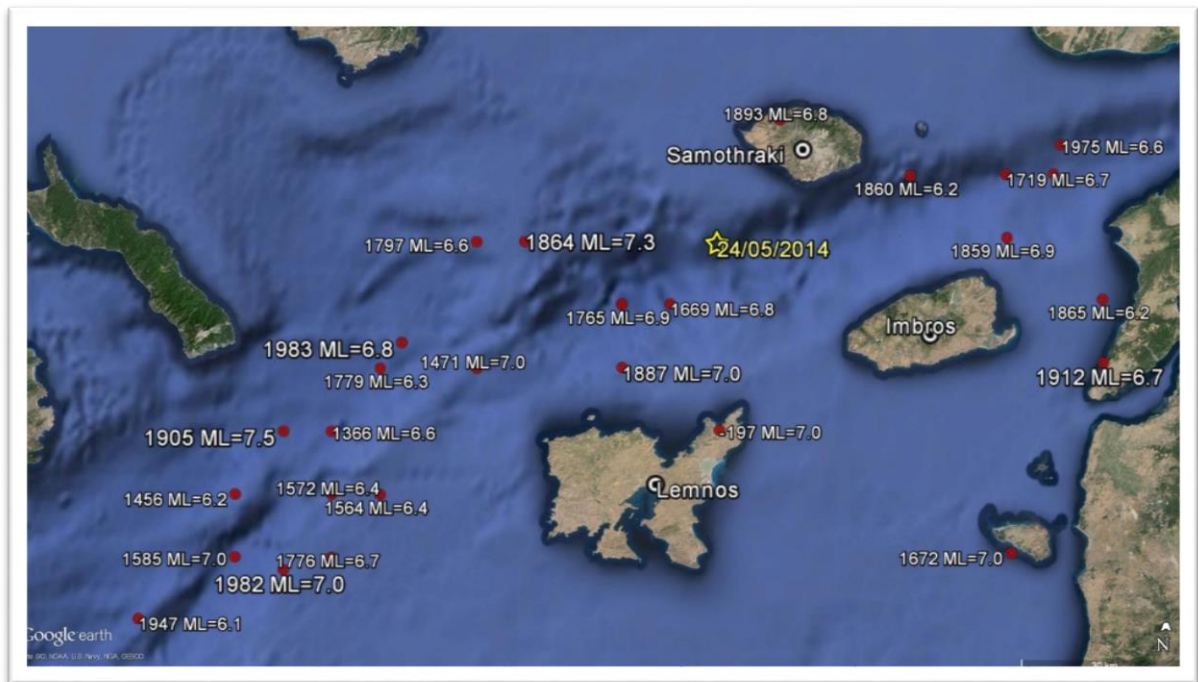 1893 ML=6.8
Samothraki
1975 ML=6.6
1719 ML=6.7
1860 ML=6.2
1797 ML=6.6
1864 ML=7.3
24/05/2014
1859 ML=6.9
1765 ML=6.9
1669 ML=6.8
1865 ML=6.2
Imbros
1983 ML=6.8
1471 ML=7.0
1779 ML=6.3
1887 ML=7.0
1912 ML=6.7
1905 ML=7.5
1366 ML=6.6
-197 ML=7.0
1456 ML=6.2
1572 ML=6.4
1564 ML=6.4
Lemnos
1585 ML=7.0
1776 ML=6.7
1672 ML=7.0
1982 ML=7.0
1947 ML=6.1
Google earth
N